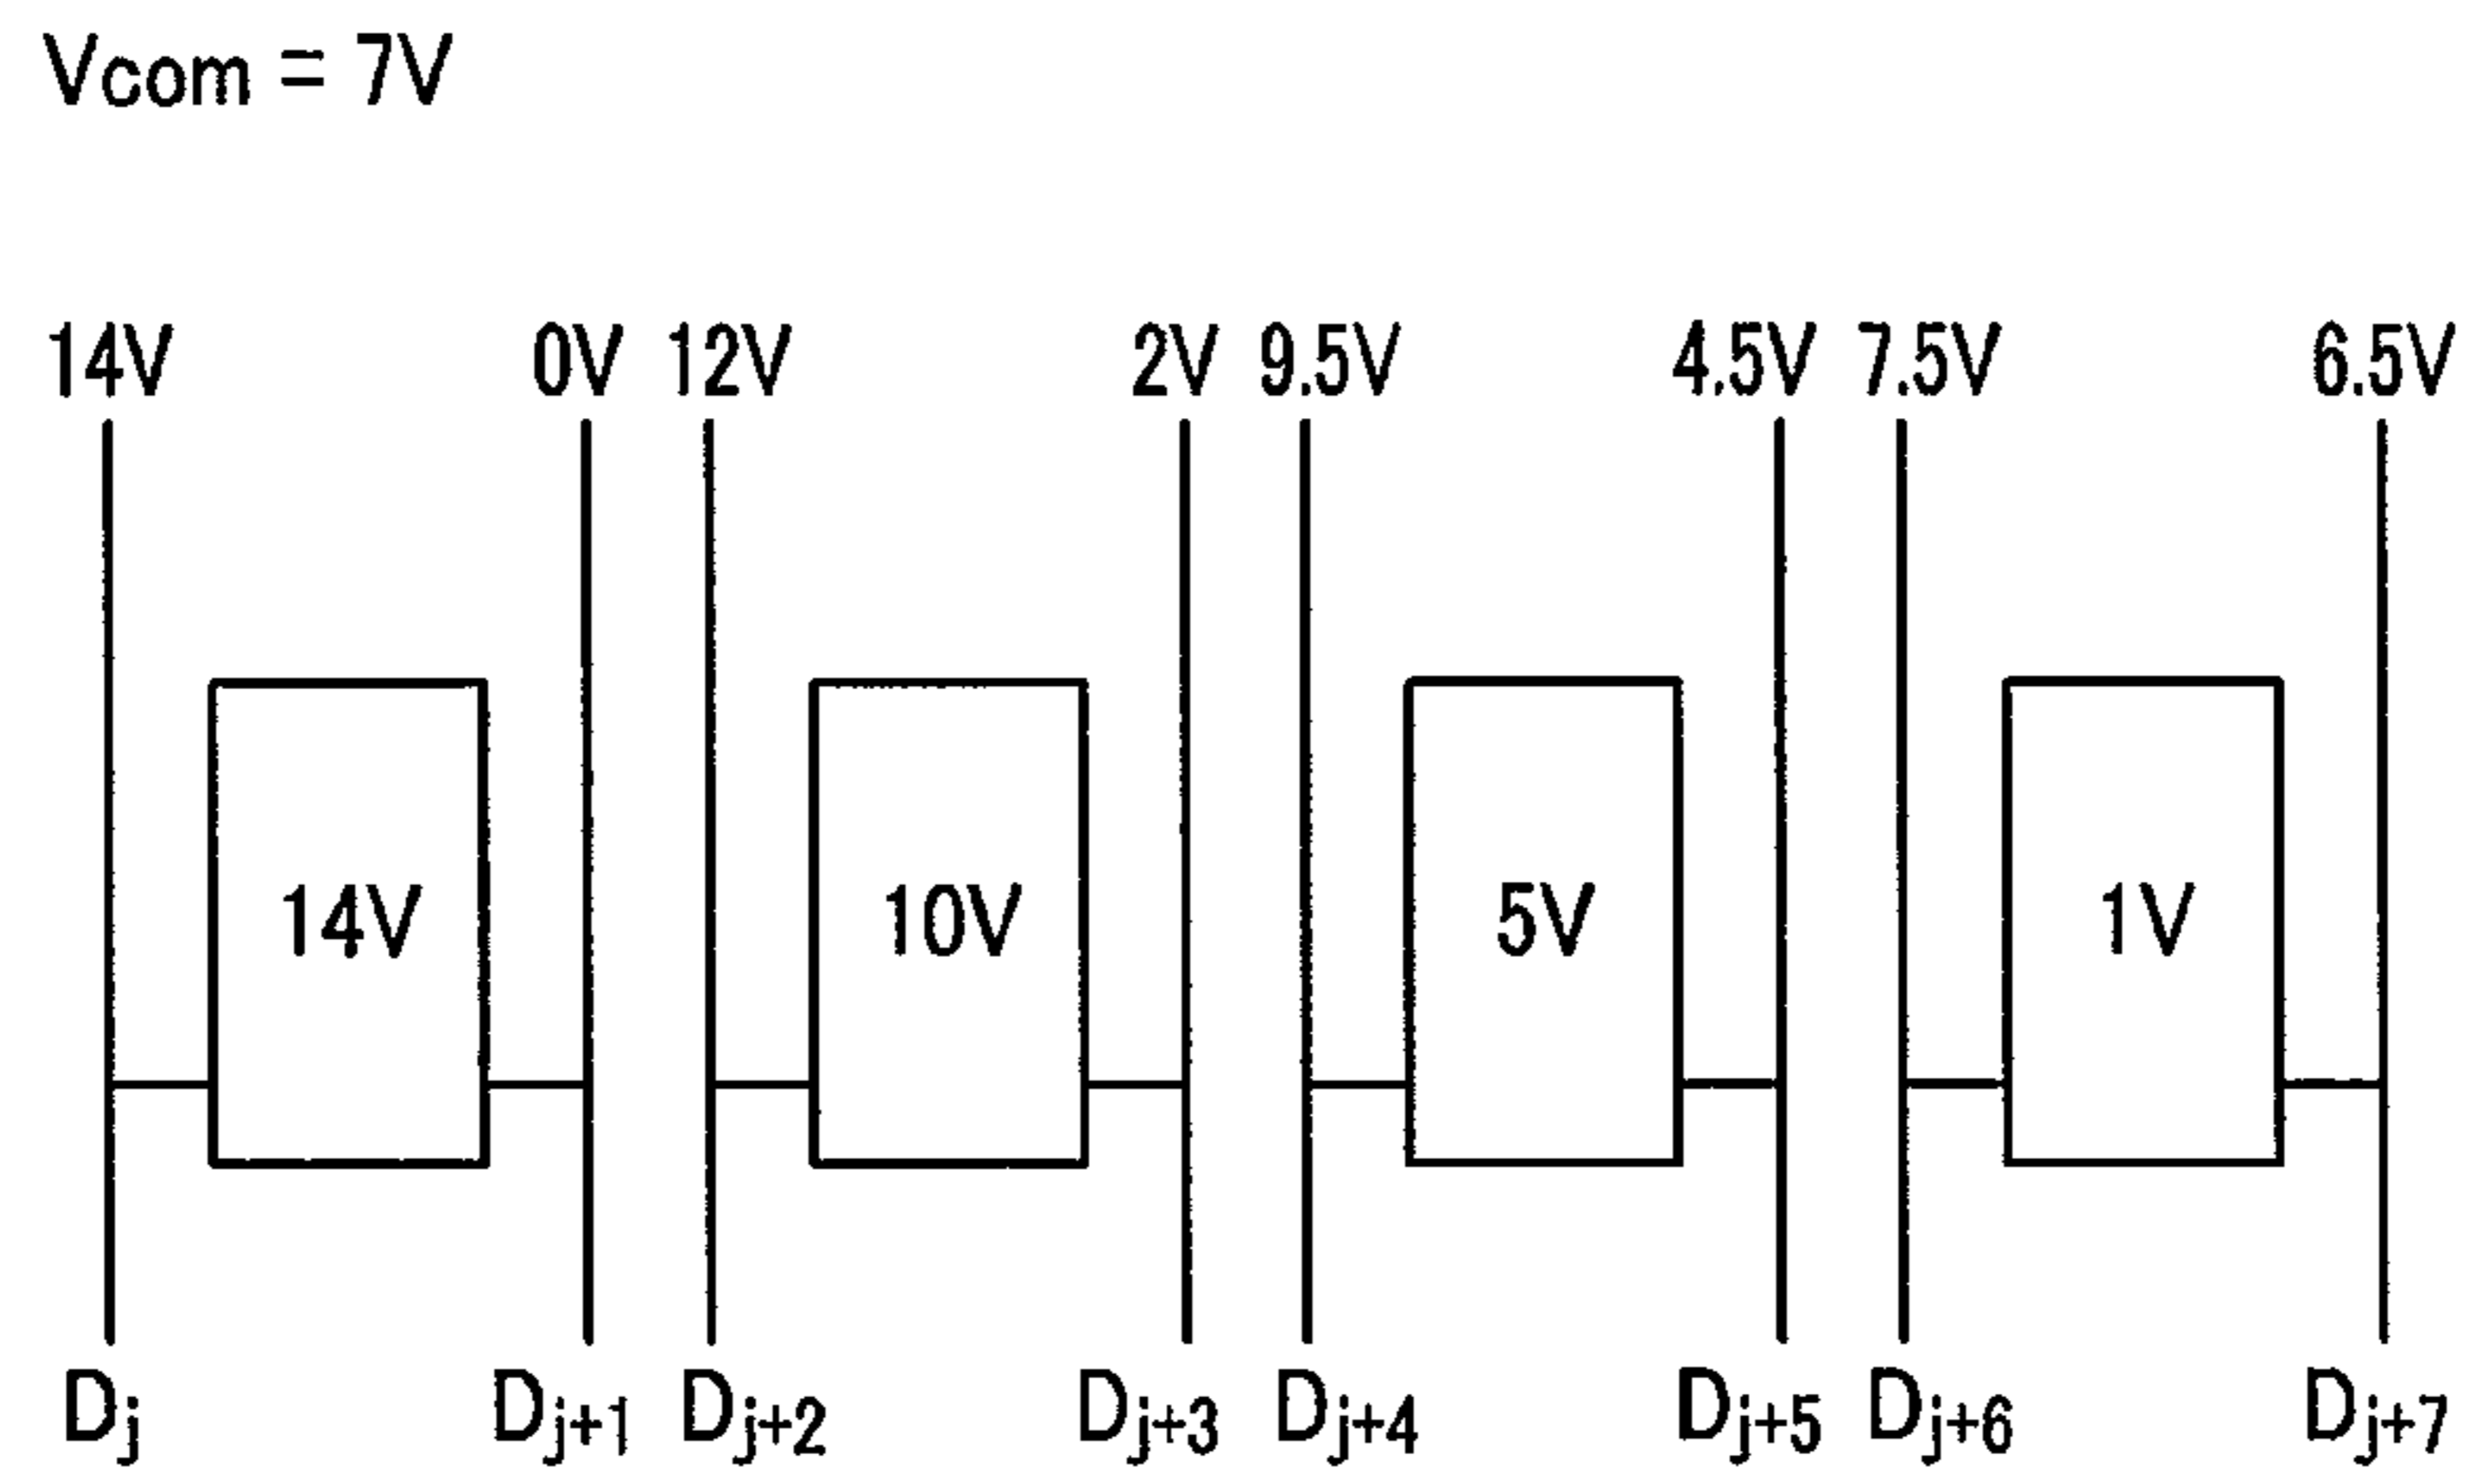 Vcom = 7V
14V 0V 12V 2V 9.5V 4.5V 7.5V 6.5V
14V 10V 5V 1V
Dj Dj+1 Dj+2 Dj+3 Dj+4 Dj+5 Dj+6 Dj+7